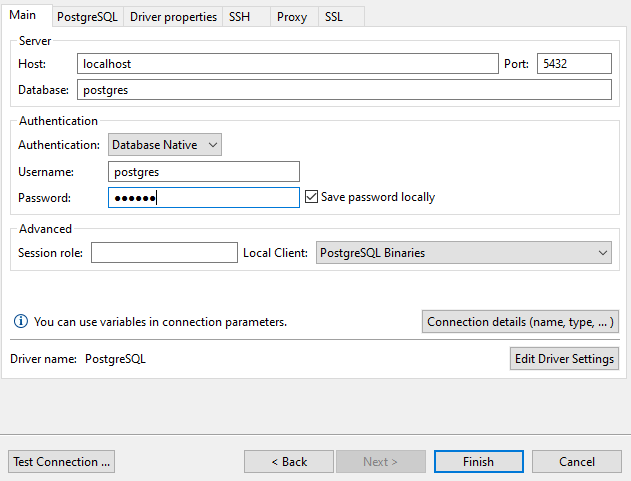 Main PostgreSQL Driver properties SSH Proxy SSL
Server
Host: localhost Port: 5432
Database: postgres
Authentication
Authentication: Database Native
Username: postgres
Password: ●●●●●● Save password locally
Advanced
Session role: Local Client: PostgreSQL Binaries
You can use variables in connection parameters. Connection details (name, type, ... )
Driver name: PostgreSQL Edit Driver Settings
Test Connection ... < Back Next > Finish Cancel